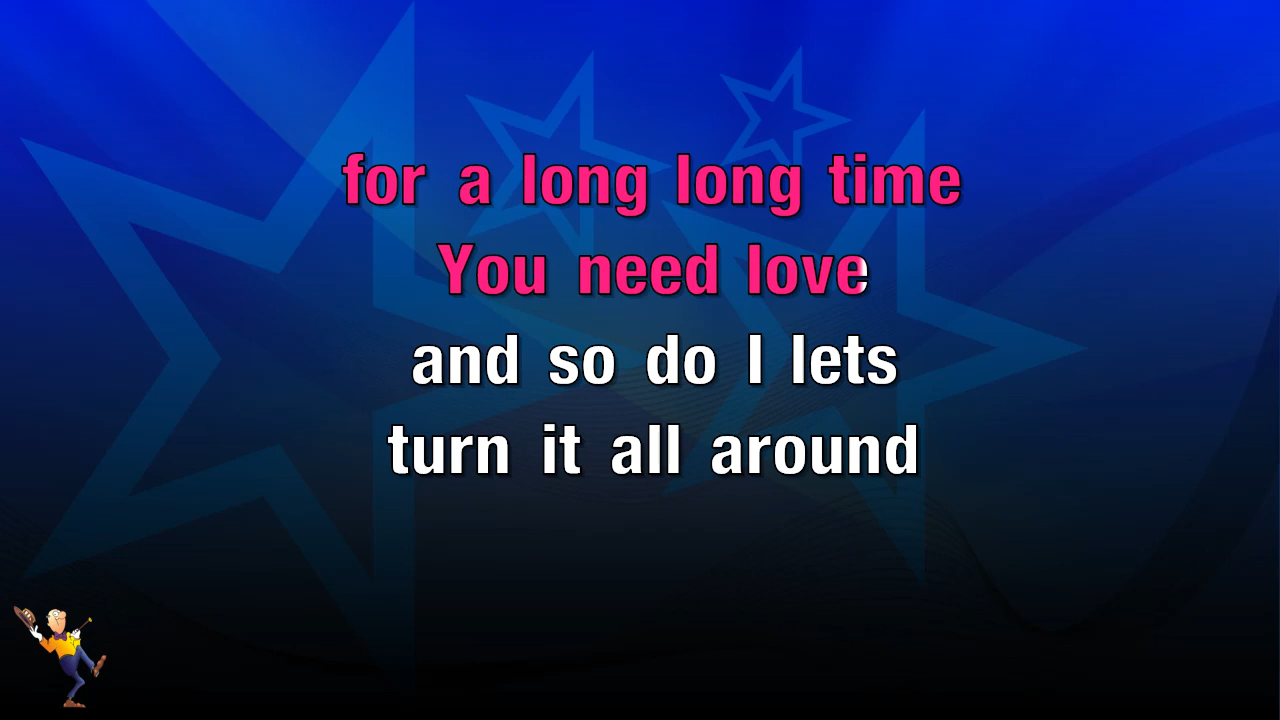 for a long long time
You need love
and so do I lets
turn it all around